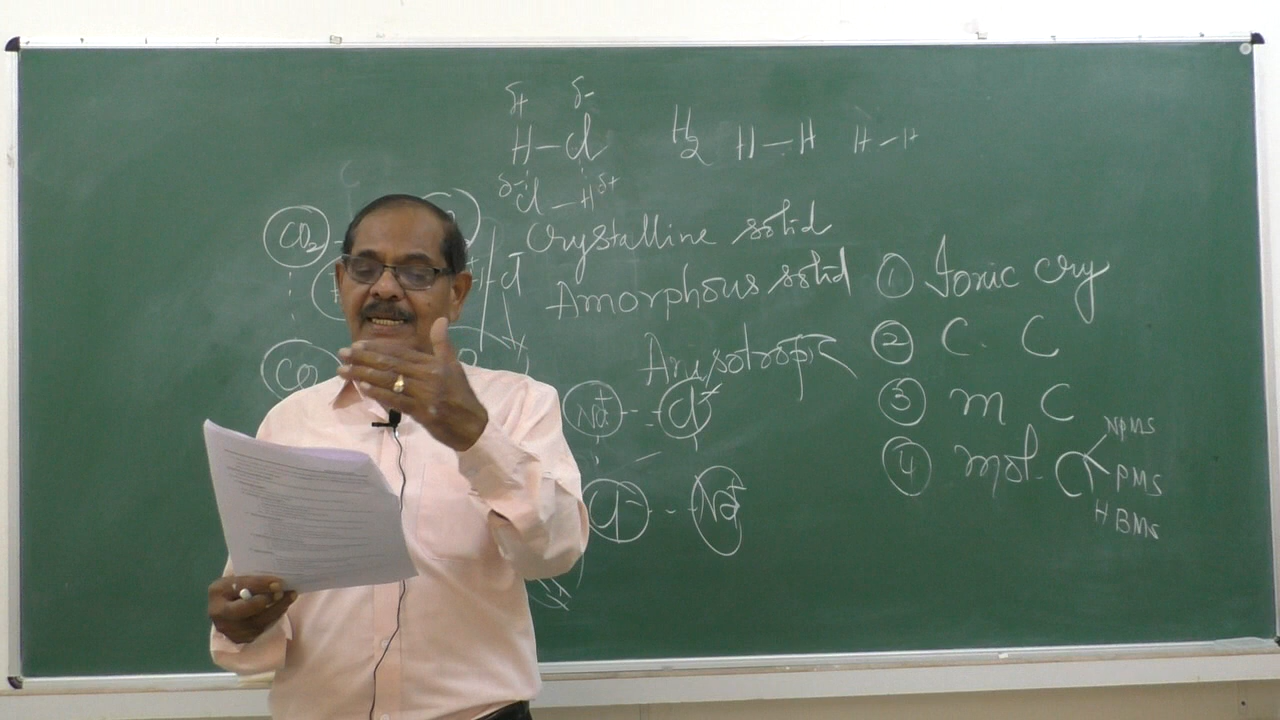 δ+ δ-
H-Cl H2 H-H H-H
δ- Cl-H δ+
CO2
Crystalline solid
Amorphous solid
Anisotropic
① Ionic Cry
② C. C
③ m C
④ mol. C
NPMS
PMS
HBMS
Na+ Cl-
Cl- Na+